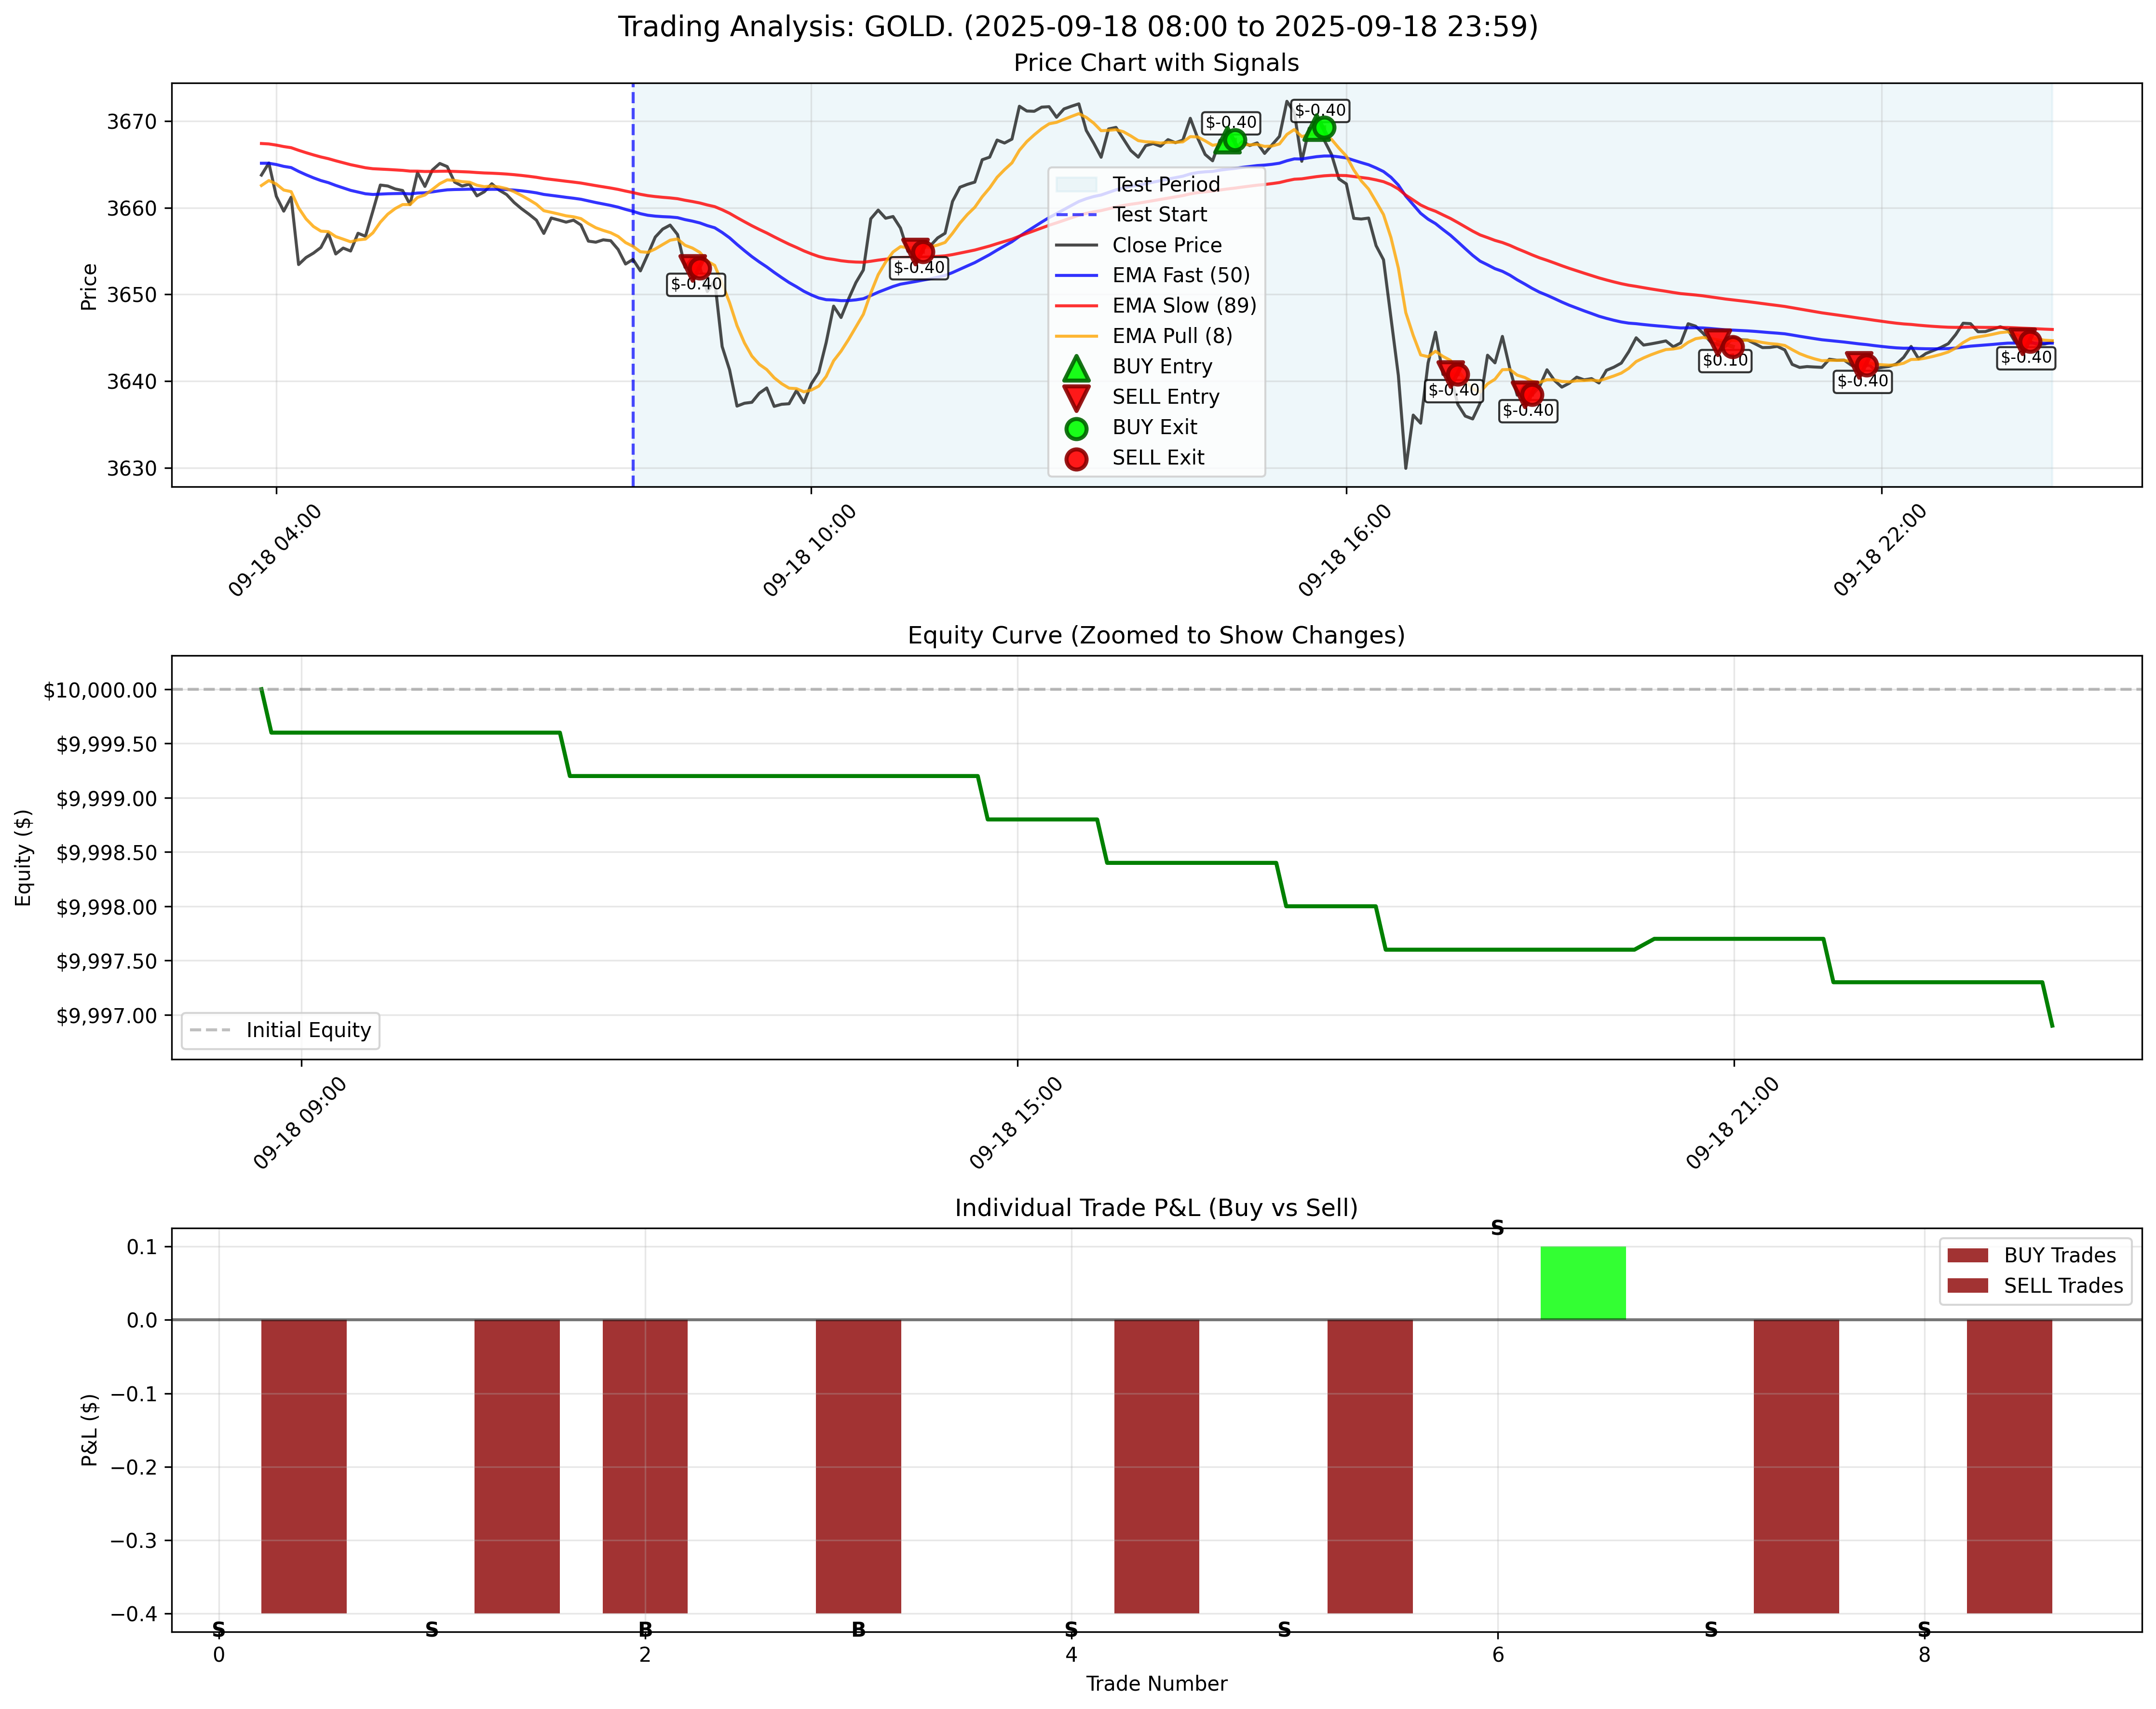 Trading Analysis: GOLD. (2025-09-18 08:00 to 2025-09-18 23:59)
Price Chart with Signals
Price
3670
3660
3650
3640
3630
$-0.40
$-0.40
$-0.40
$-0.40
$-0.40
$-0.40
$0.10
$-0.40
$-0.40
Test Period
Test Start
Close Price
EMA Fast (50)
EMA Slow (89)
EMA Pull (8)
BUY Entry
SELL Entry
BUY Exit
SELL Exit
09-18 04:00
09-18 10:00
09-18 16:00
09-18 22:00
Equity Curve (Zoomed to Show Changes)
Equity ($)
$10,000.00
$9,999.50
$9,999.00
$9,998.50
$9,998.00
$9,997.50
$9,997.00
Initial Equity
09-18 09:00
09-18 15:00
09-18 21:00
Individual Trade P&L (Buy vs Sell)
P&L ($)
0.1
0.0
−0.1
−0.2
−0.3
−0.4
S
BUY Trades
SELL Trades
S S B B S S S S
0 2 4 6 8
Trade Number